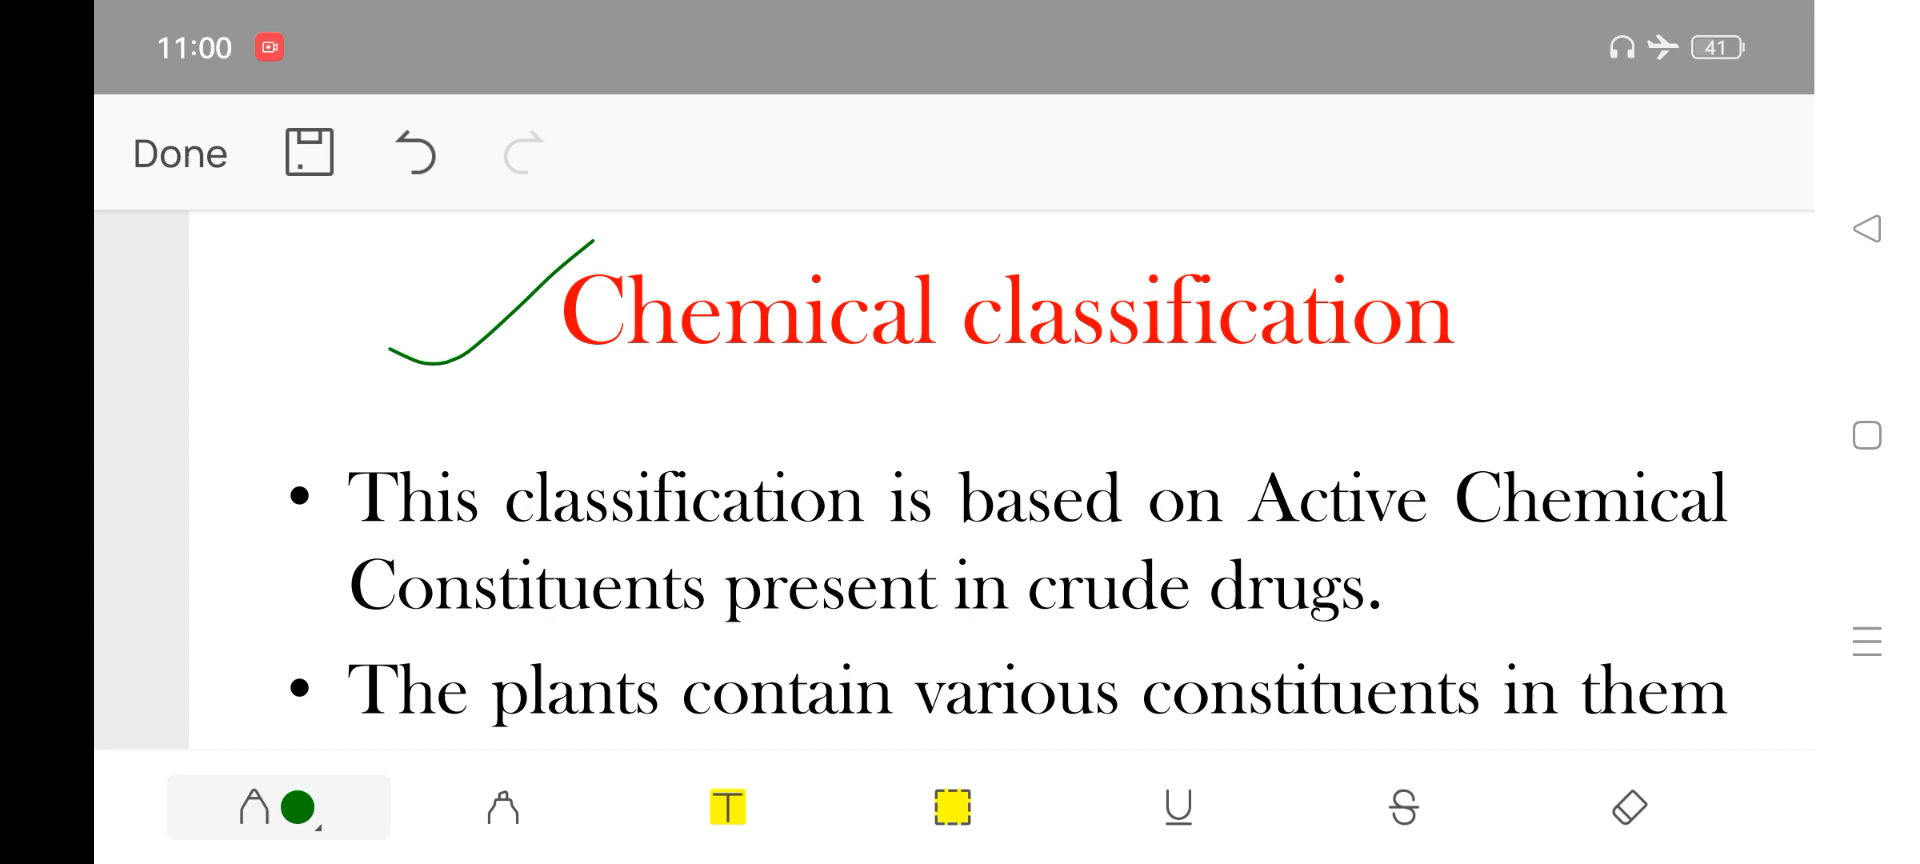 11:00
41
Done
Chemical classification
• This classification is based on Active Chemical
Constituents present in crude drugs.
• The plants contain various constituents in them
T
U
S